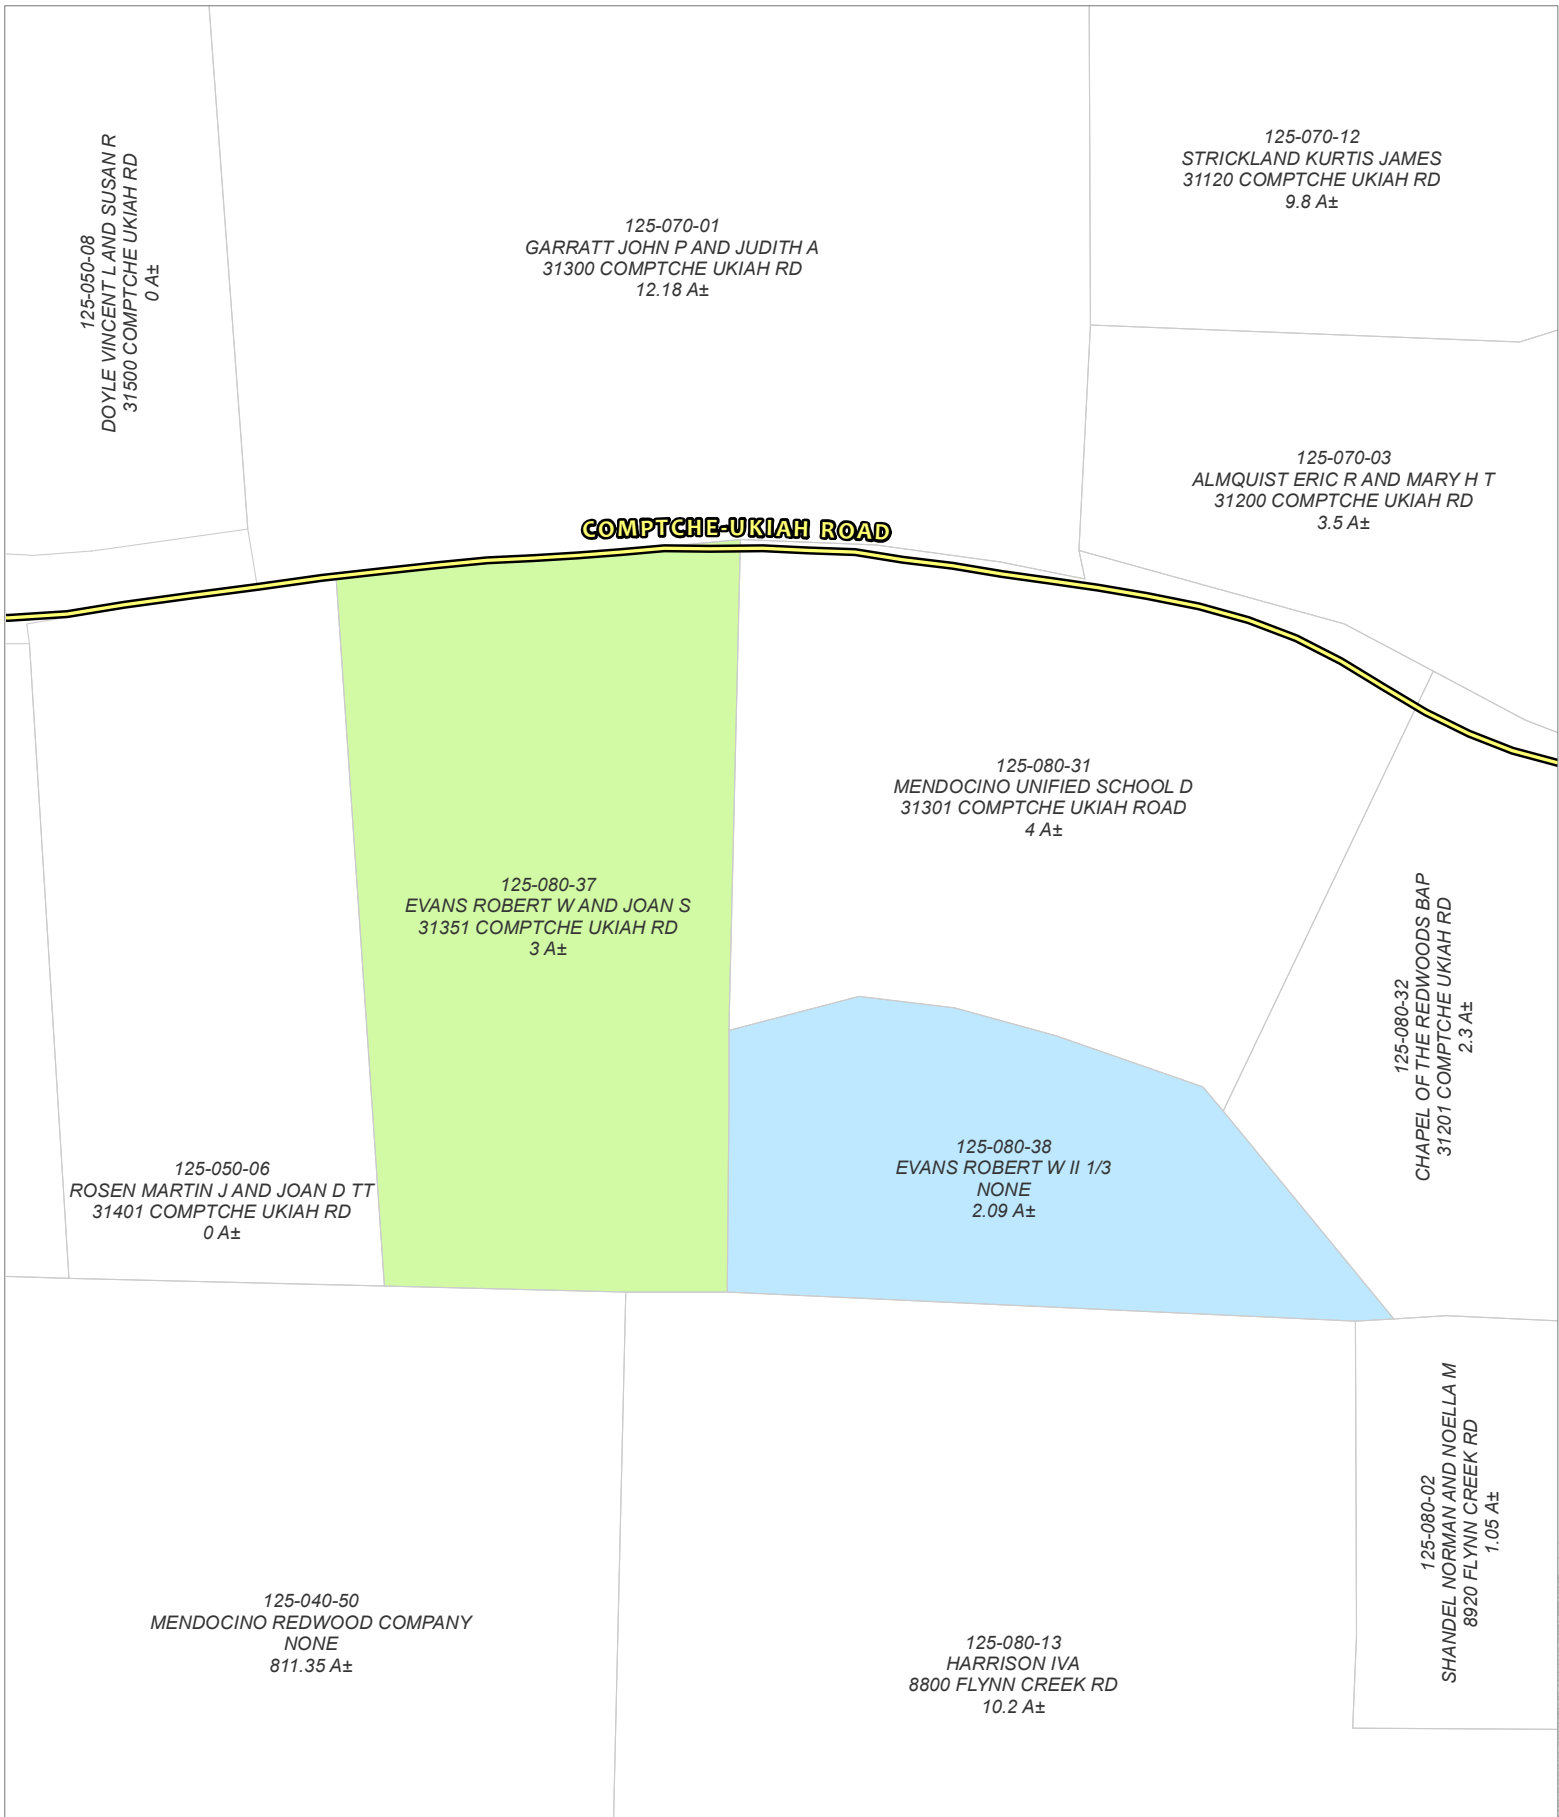 125-050-08
DOYLE VINCENT L AND SUSAN R
31500 COMPTCHE UKIAH RD
0 A±
125-070-01
GARRATT JOHN P AND JUDITH A
31300 COMPTCHE UKIAH RD
12.18 A±
125-070-12
STRICKLAND KURTIS JAMES
31120 COMPTCHE UKIAH RD
9.8 A±
125-070-03
ALMQUIST ERIC R AND MARY H T
31200 COMPTCHE UKIAH RD
3.5 A±
COMPTCHE-UKIAH ROAD
125-080-31
MENDOCINO UNIFIED SCHOOL D
31301 COMPTCHE UKIAH ROAD
4 A±
125-080-37
EVANS ROBERT W AND JOAN S
31351 COMPTCHE UKIAH RD
3 A±
125-080-32
CHAPEL OF THE REDWOODS BAP
31201 COMPTCHE UKIAH RD
2.3 A±
125-050-06
ROSEN MARTIN J AND JOAN D TT
31401 COMPTCHE UKIAH RD
0 A±
125-080-38
EVANS ROBERT W II 1/3
NONE
2.09 A±
125-080-02
SHANDEL NORMAN AND NOELLA M
8920 FLYNN CREEK RD
1.05 A±
125-040-50
MENDOCINO REDWOOD COMPANY
NONE
811.35 A±
125-080-13
HARRISON IVA
8800 FLYNN CREEK RD
10.2 A±